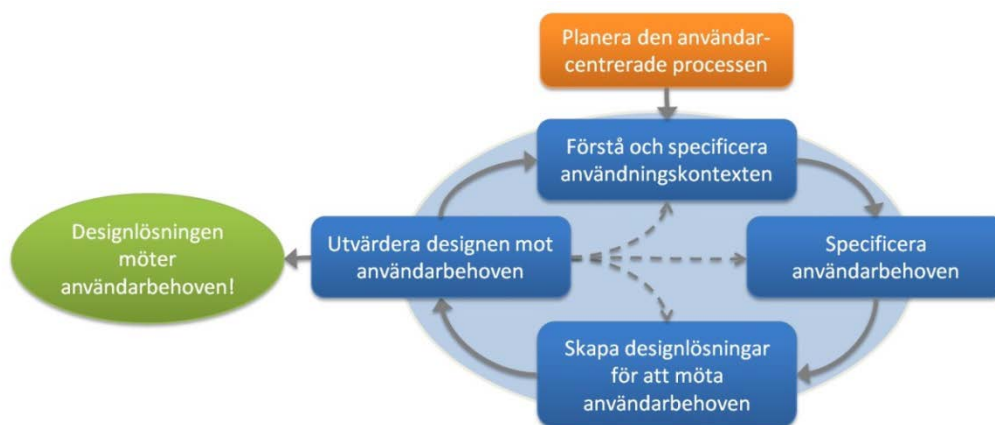 Planera den användar-
centrerade processen
Förstå och specificera
användningskontexten
Designlösningen
möter
användarbehoven!
Utvärdera designen mot
användarbehoven
Specificera
användarbehoven
Skapa designlösningar
för att möta
användarbehoven